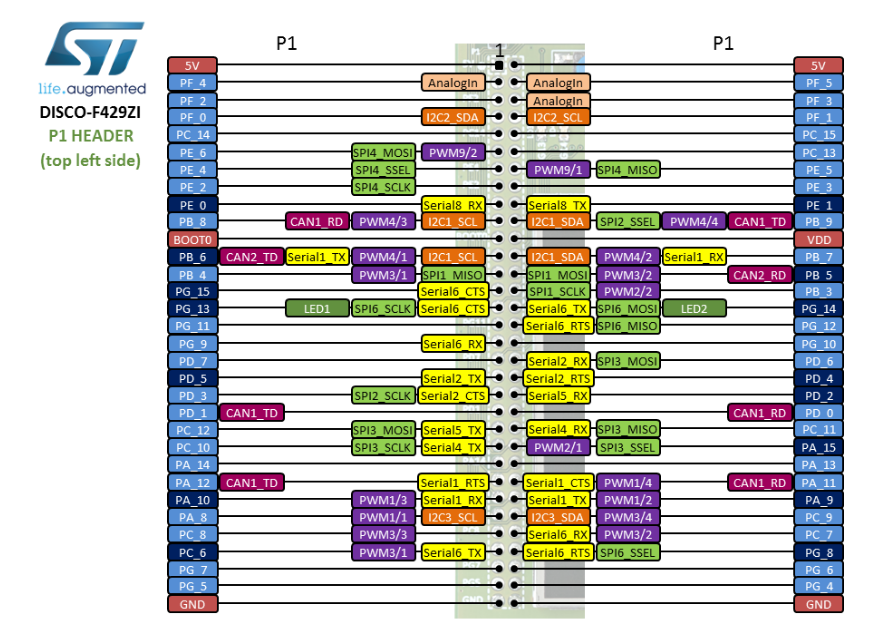 P1 P1
1
life.augmented
DISCO-F429ZI
P1 HEADER
(top left side)
5V 5V
PF_4 AnalogIn AnalogIn PF_5
PF_2 AnalogIn PF_3
PF_0 I2C2_SDA I2C2_SCL PF_1
PC_14 PC_15
PE_6 SPI4_MOSI PWM9/2 PC_13
PE_4 SPI4_SSEL PWM9/1 SPI4_MISO PE_5
PE_2 SPI4_SCLK PE_3
PE_0 Serial8_RX Serial8_TX PE_1
PB_8 CAN1_RD PWM4/3 I2C1_SCL I2C1_SDA SPI2_SSEL PWM4/4 CAN1_TD PB_9
BOOT0 VDD
PB_6 CAN2_TD Serial1_TX PWM4/1 I2C1_SCL I2C1_SDA PWM4/2 Serial1_RX PB_7
PB_4 PWM3/1 SPI1_MISO SPI1_MOSI PWM3/2 CAN2_RD PB_5
PG_15 Serial6_CTS SPI1_SCLK PWM2/2 PB_3
PG_13 LED1 SPI6_SCLK Serial6_CTS Serial6_TX SPI6_MOSI LED2 PG_14
PG_11 Serial6_RTS SPI6_MISO PG_12
PG_9 Serial6_RX PG_10
PD_7 Serial2_RX SPI3_MOSI PD_6
PD_5 Serial2_TX Serial2_RTS PD_4
PD_3 SPI2_SCLK Serial2_CTS Serial5_RX PD_2
PD_1 CAN1_TD CAN1_RD PD_0
PC_12 SPI3_MOSI Serial5_TX Serial4_RX SPI3_MISO PC_11
PC_10 SPI3_SCLK Serial4_TX PWM2/1 SPI3_SSEL PA_15
PA_14 PA_13
PA_12 CAN1_TD Serial1_RTS Serial1_CTS PWM1/4 CAN1_RD PA_11
PA_10 PWM1/3 Serial1_RX Serial1_TX PWM1/2 PA_9
PA_8 PWM1/1 I2C3_SCL I2C3_SDA PWM3/4 PC_9
PC_8 PWM3/3 Serial6_RX PWM3/2 PC_7
PC_6 PWM3/1 Serial6_TX Serial6_RTS SPI6_SSEL PG_8
PG_7 PG_6
PG_5 PG_4
GND GND